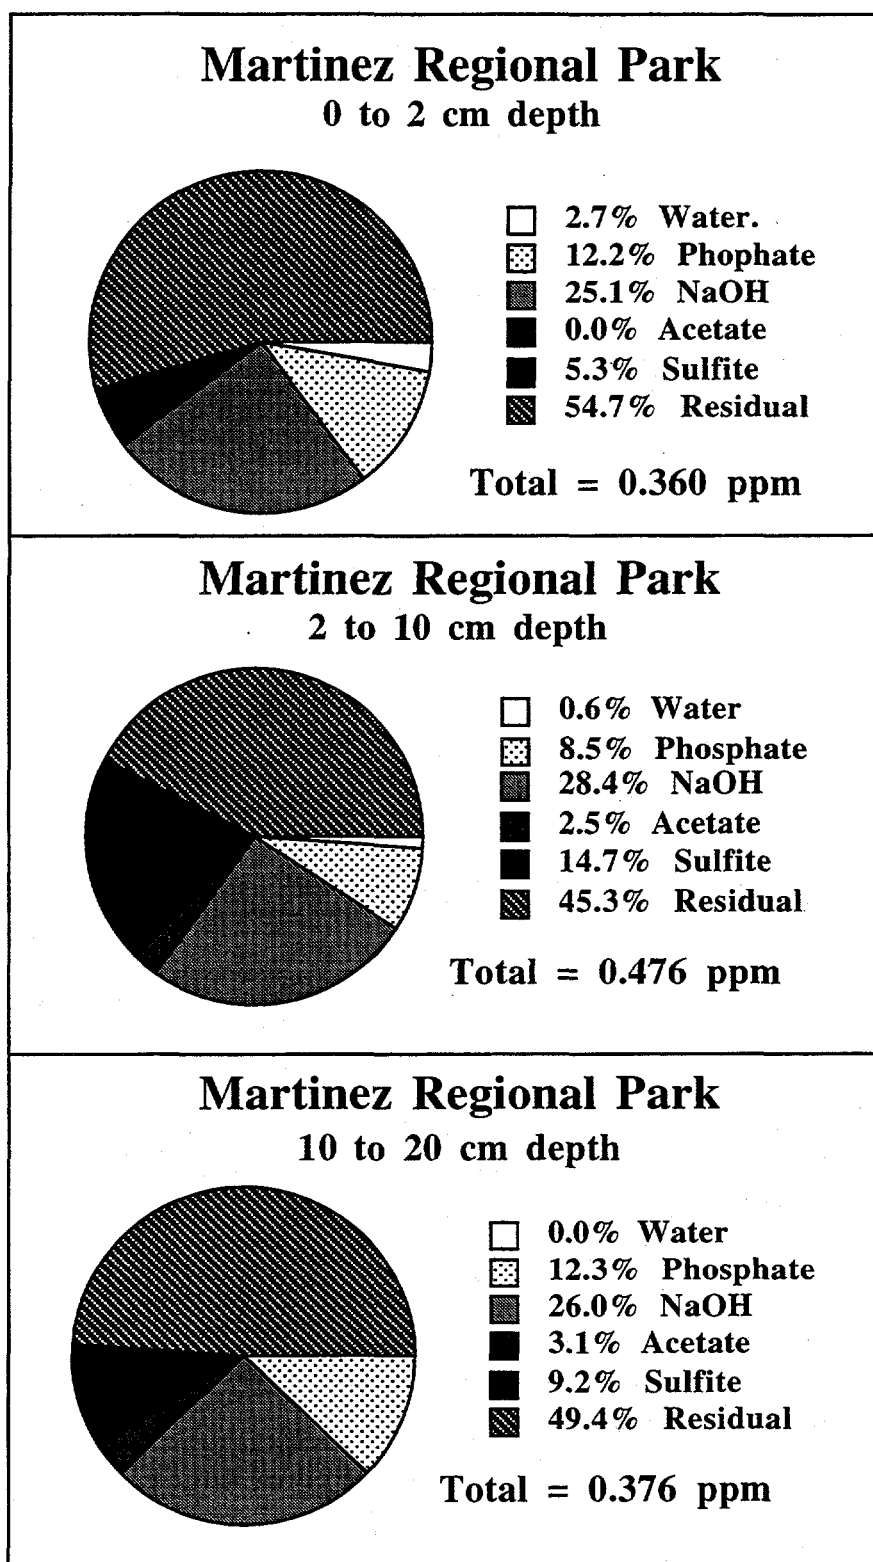 Martinez Regional Park
0 to 2 cm depth
2.7% Water.
12.2% Phophate
25.1% NaOH
0.0% Acetate
5.3% Sulfite
54.7% Residual
Total = 0.360 ppm
Martinez Regional Park
2 to 10 cm depth
0.6% Water
8.5% Phosphate
28.4% NaOH
2.5% Acetate
14.7% Sulfite
45.3% Residual
Total = 0.476 ppm
Martinez Regional Park
10 to 20 cm depth
0.0% Water
12.3% Phosphate
26.0% NaOH
3.1% Acetate
9.2% Sulfite
49.4% Residual
Total = 0.376 ppm